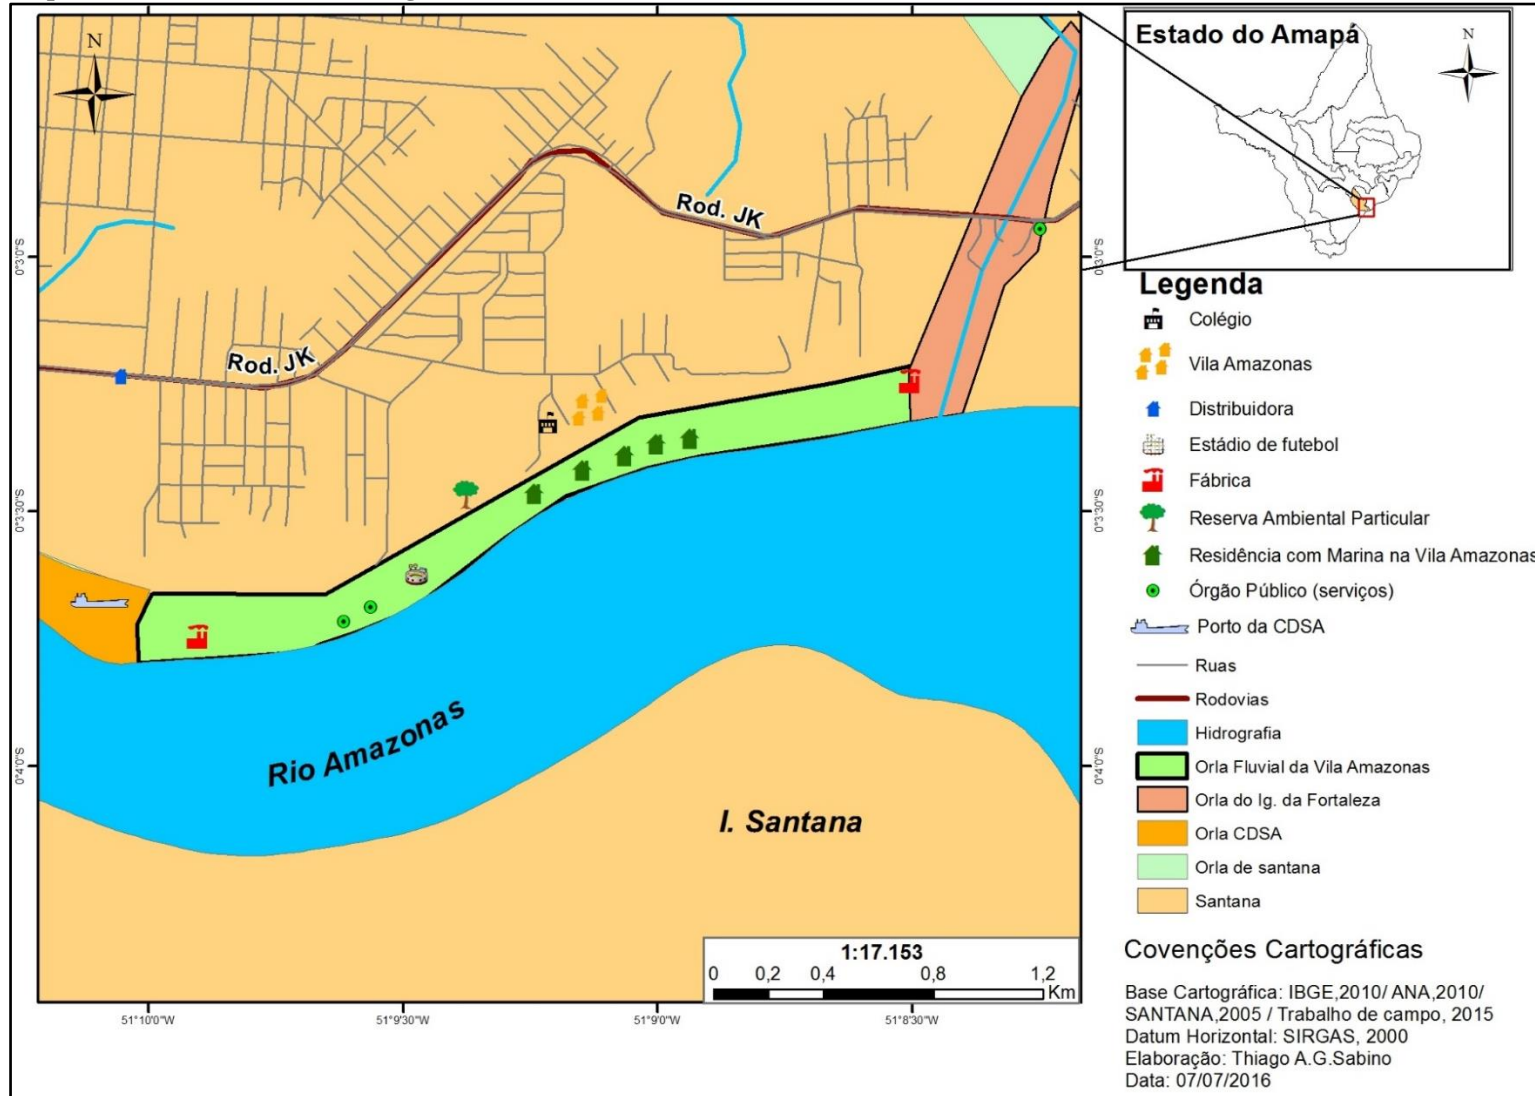 N
Rod. JK
Rod. JK
Rio Amazonas
I. Santana
0°3'0"S
0°3'30"S
0°4'0"S
0°3'0"S
0°3'30"S
0°4'0"S
1:17.153
0 0,2 0,4 0,8 1,2
Km
51°10'0"W 51°9'30"W 51°9'0"W 51°8'30"W
Estado do Amapá
N
Legenda
Colégio
Vila Amazonas
Distribuidora
Estádio de futebol
Fábrica
Reserva Ambiental Particular
Residência com Marina na Vila Amazonas
Órgão Público (serviços)
Porto da CDSA
Ruas
Rodovias
Hidrografia
Orla Fluvial da Vila Amazonas
Orla do Ig. da Fortaleza
Orla CDSA
Orla de santana
Santana
Covenções Cartográficas
Base Cartográfica: IBGE,2010/ ANA,2010/
SANTANA,2005 / Trabalho de campo, 2015
Datum Horizontal: SIRGAS, 2000
Elaboração: Thiago A.G.Sabino
Data: 07/07/2016